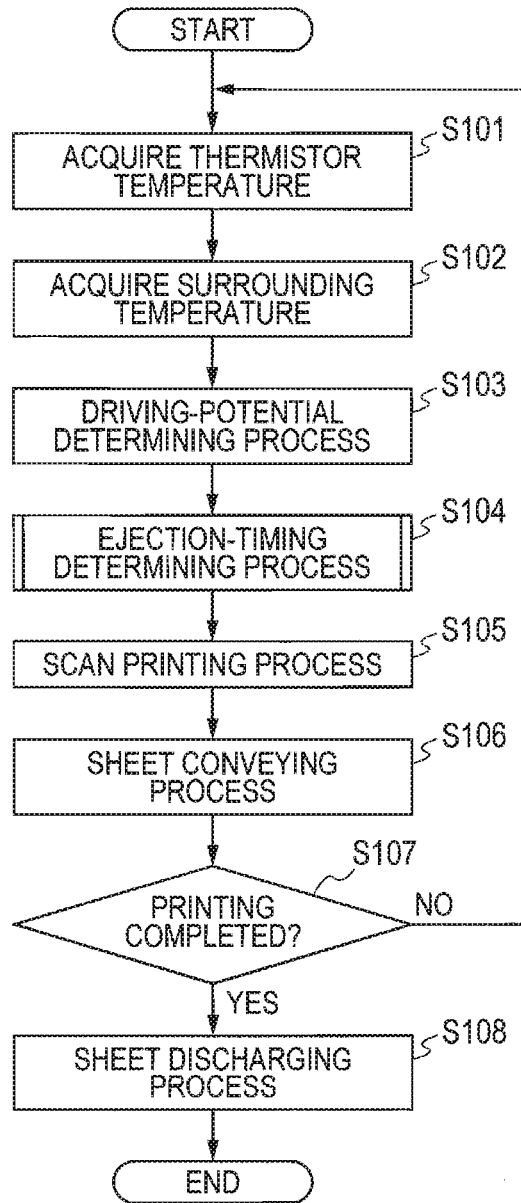 START
S101
ACQUIRE THERMISTOR
TEMPERATURE
S102
ACQUIRE SURROUNDING
TEMPERATURE
S103
DRIVING-POTENTIAL
DETERMINING PROCESS
S104
EJECTION-TIMING
DETERMINING PROCESS
S105
SCAN PRINTING PROCESS
S106
SHEET CONVEYING
PROCESS
S107
PRINTING
COMPLETED?
NO
YES
S108
SHEET DISCHARGING
PROCESS
END